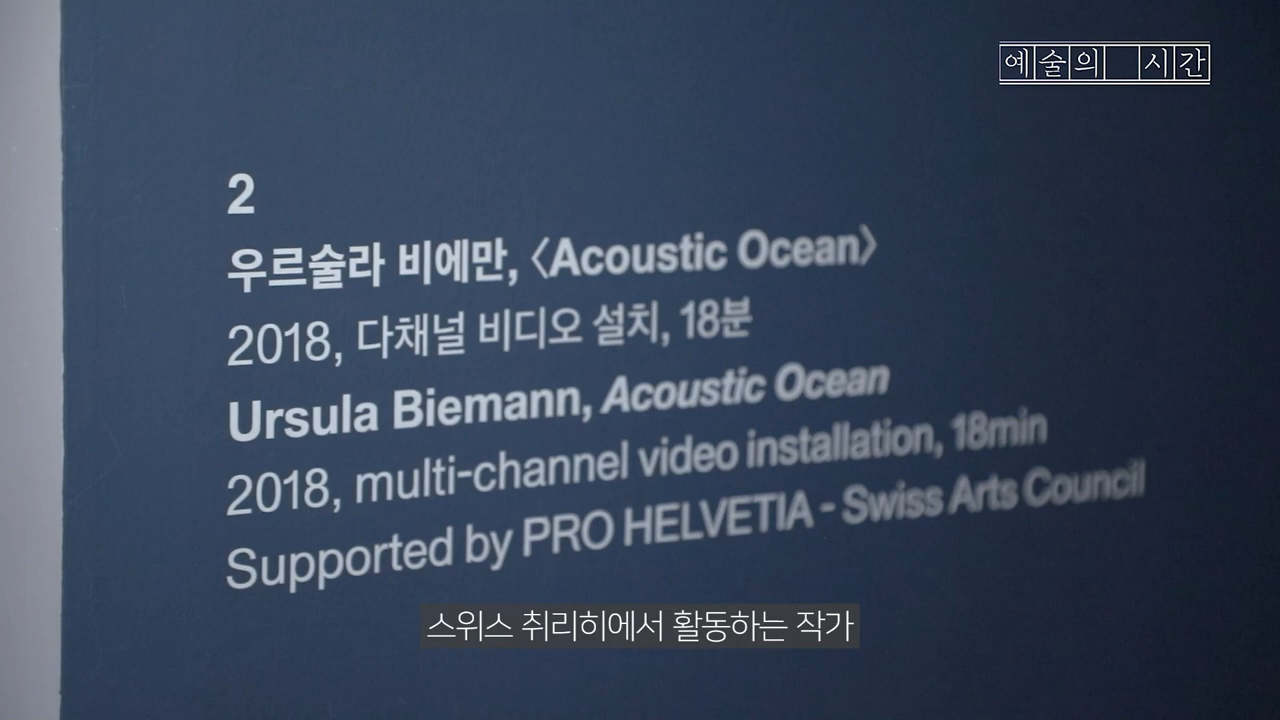 예술의 시간
2
우르술라 비에만, 〈Acoustic Ocean〉
2018, 다채널 비디오 설치, 18분
Ursula Biemann, Acoustic Ocean
2018, multi-channel video installation, 18min
Supported by PRO HELVETIA - Swiss Arts Council
스위스 취리히에서 활동하는 작가